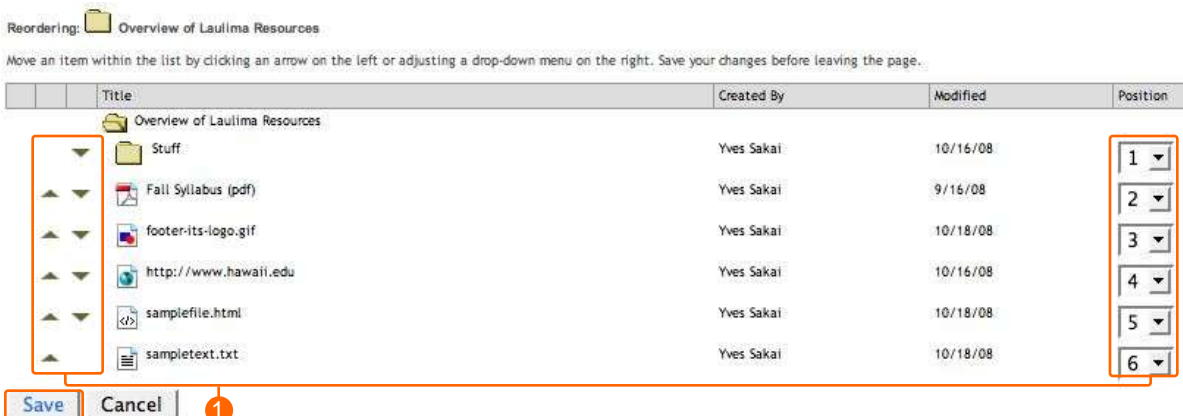 Reordering: Overview of Laulima Resources
Move an item within the list by clicking an arrow on the left or adjusting a drop-down menu on the right. Save your changes before leaving the page.
Title Created By Modified Position
Overview of Laulima Resources
Stuff Yves Sakai 10/16/08 1
Fall Syllabus (pdf) Yves Sakai 9/16/08 2
footer-its-logo.gif Yves Sakai 10/18/08 3
http://www.hawaii.edu Yves Sakai 10/16/08 4
samplefile.html Yves Sakai 10/18/08 5
sampletext.txt Yves Sakai 10/18/08 6
Save Cancel 1